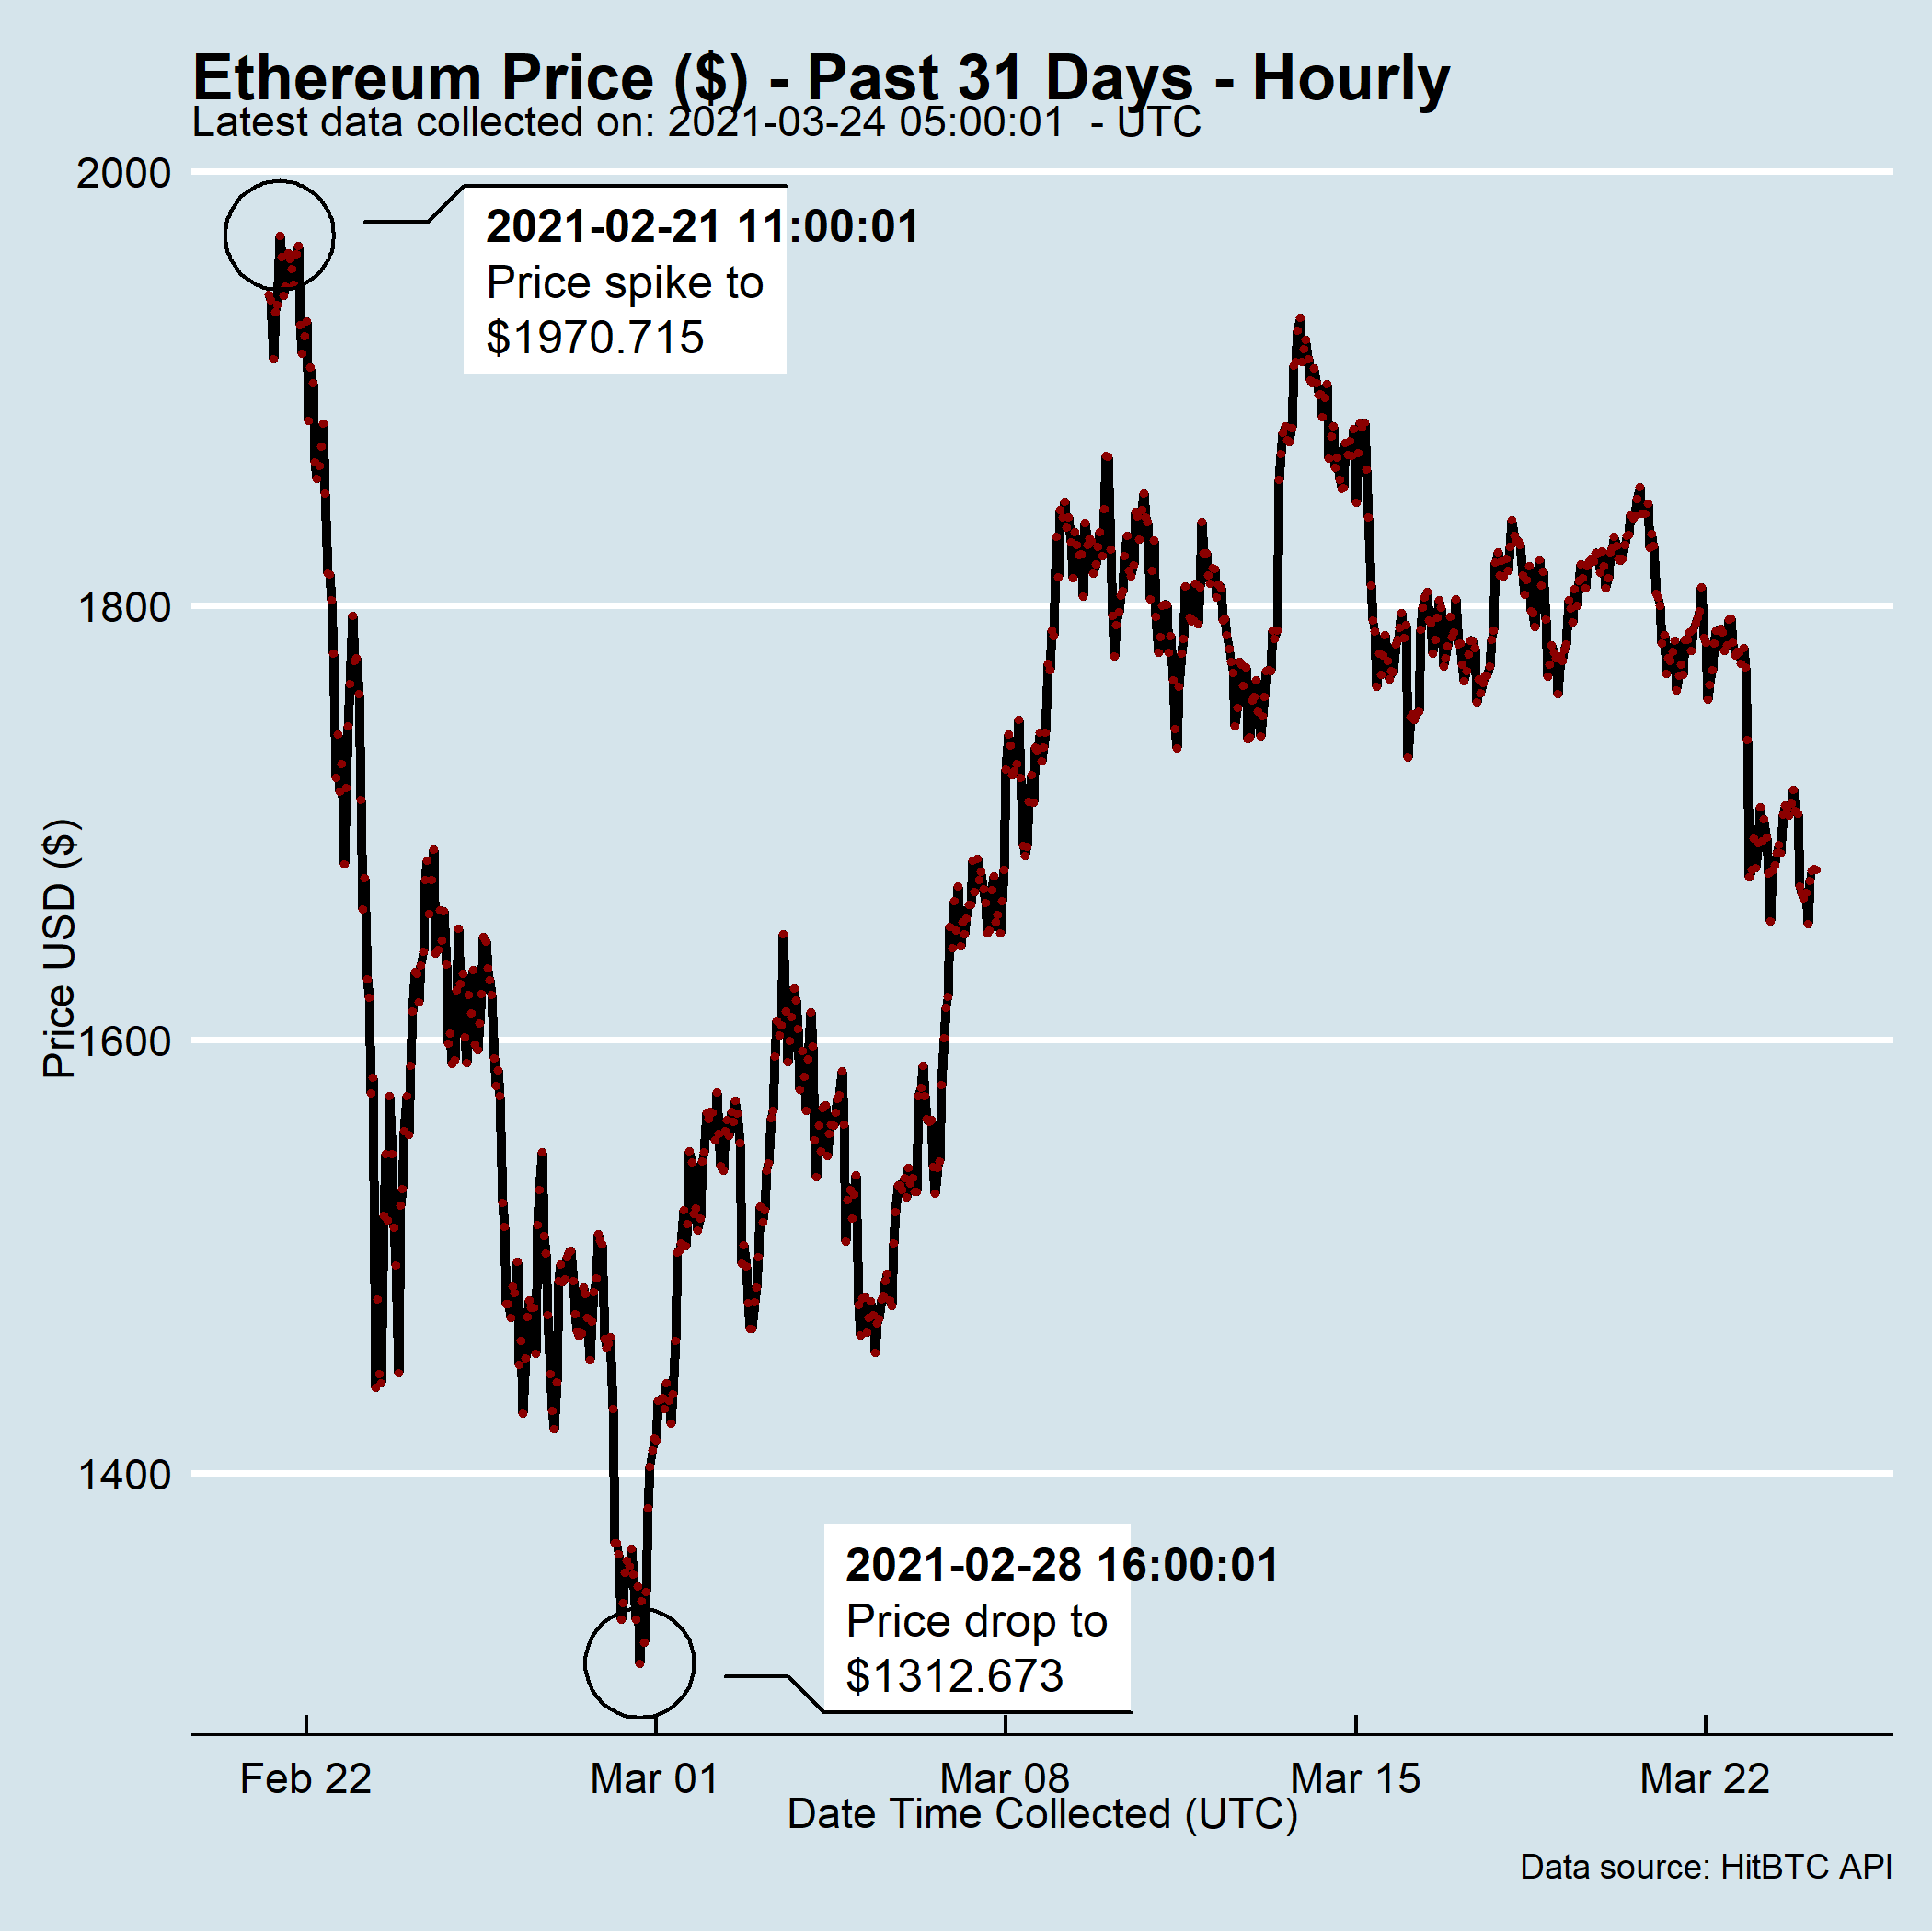 Ethereum Price ($) - Past 31 Days - Hourly
Latest data collected on: 2021-03-24 05:00:01  - UTC
2000
2021-02-21 11:00:01
Price spike to
$1970.715
1800
Price USD ($)
1600
1400
2021-02-28 16:00:01
Price drop to
$1312.673
Feb 22 Mar 01 Mar 08 Mar 15 Mar 22
Date Time Collected (UTC)
Data source: HitBTC API